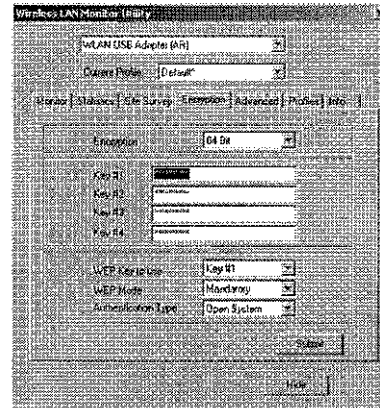 Wireless LAN Monitor Utility
WLAN USB Adapter (AR)
Current Profile Default*
Monitor Statistics Site Survey Encryption Advanced Profiles Info
Encryption 64 Bit
Key #1 **********
Key #2 **********
Key #3 **********
Key #4 **********
WEP Key to use Key #1
WEP Mode Mandatory
Authentication Type Open System
Submit
Hide